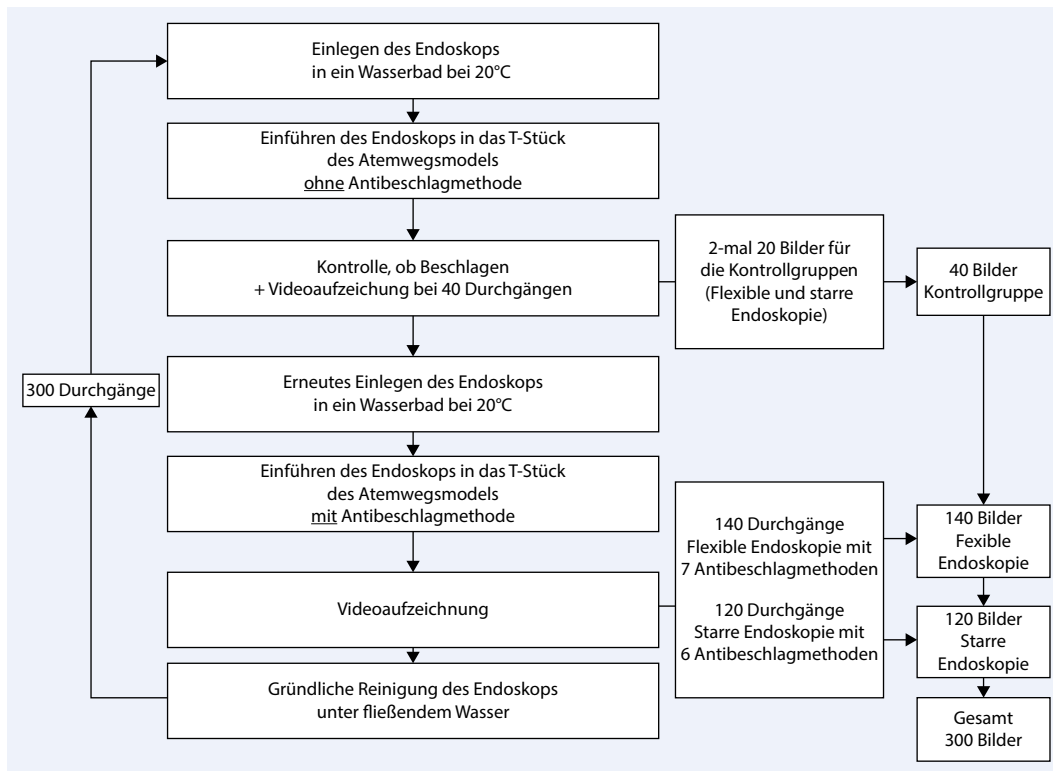 Einlegen des Endoskops
in ein Wasserbad bei 20°C
Einführen des Endoskops in das T-Stück
des Atemwegsmodels
ohne Antibeschlagmethode
Kontrolle, ob Beschlagen
+ Videoaufzeichung bei 40 Durchgängen
2-mal 20 Bilder für
die Kontrollgruppen
(Flexible und starre
Endoskopie)
40 Bilder
Kontrollgruppe
300 Durchgänge
Erneutes Einlegen des Endoskops
in ein Wasserbad bei 20°C
Einführen des Endoskops in das T-Stück
des Atemwegsmodels
mit Antibeschlagmethode
Videoaufzeichnung
140 Durchgänge
Flexible Endoskopie mit
7 Antibeschlagmethoden
120 Durchgänge
Starre Endoskopie mit
6 Antibeschlagmethoden
140 Bilder
Fexible
Endoskopie
120 Bilder
Starre
Endoskopie
Gründliche Reinigung des Endoskops
unter fließendem Wasser
Gesamt
300 Bilder